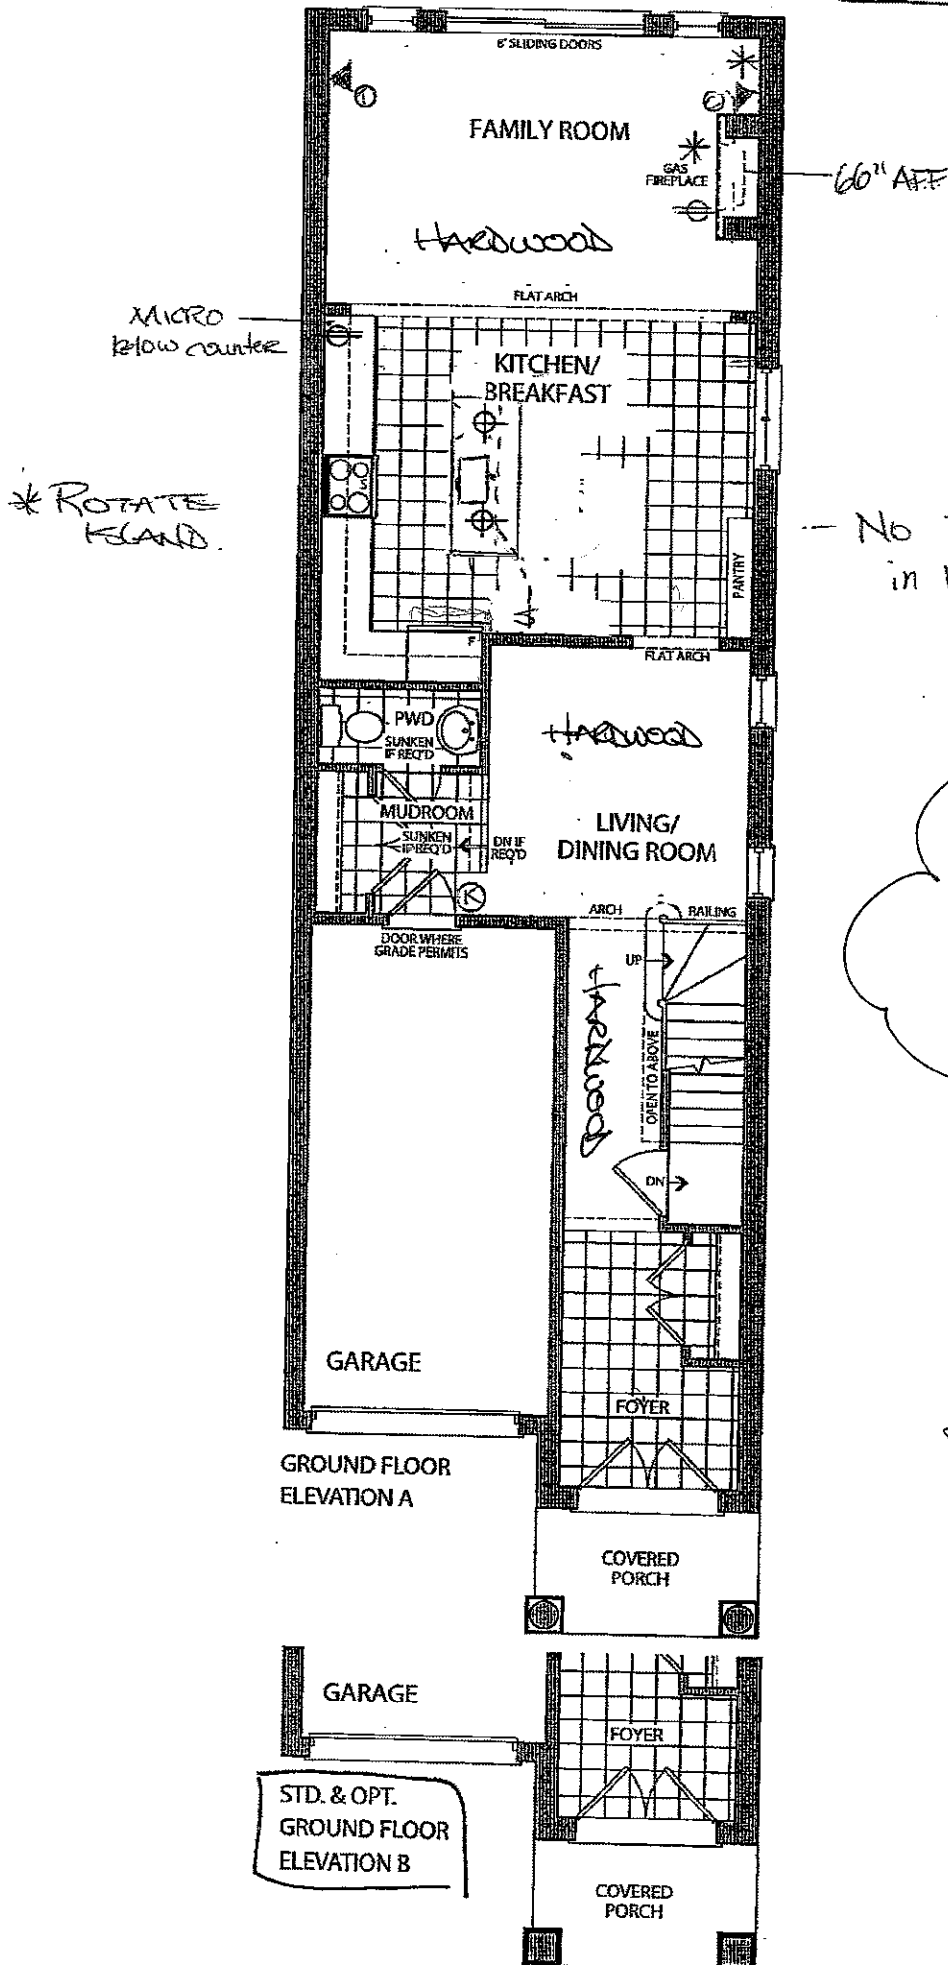 6' SLIDING DOORS
FAMILY ROOM
GAS
FIREPLACE
66" AFF
HARDWOOD
FLAT ARCH
MICRO
below counter
KITCHEN/
BREAKFAST
* ROTATE
ISLAND.
-- No
in
PANTRY
F
FLAT ARCH
PWD
SUNKEN
IF REQ'D
HARDWOOD
MUDROOM
SUNKEN
IF REQ'D
DN IF
REQ'D
LIVING/
DINING ROOM
K
DOOR WHERE
GRADE PERMITS
ARCH
RAILING
UP
HARDWOOD
OPEN TO ABOVE
DN
GARAGE
FOYER
GROUND FLOOR
ELEVATION A
COVERED
PORCH
GARAGE
FOYER
STD. & OPT.
GROUND FLOOR
ELEVATION B
COVERED
PORCH